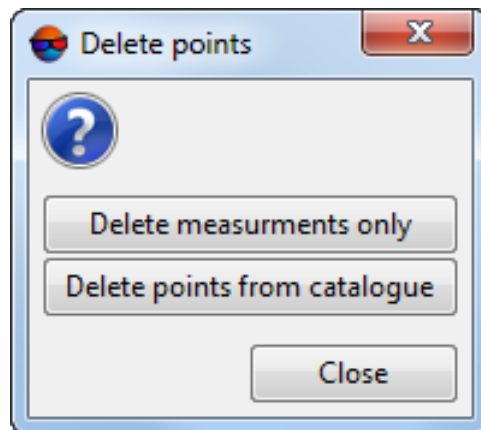 Delete points
Delete measurments only
Delete points from catalogue
Close